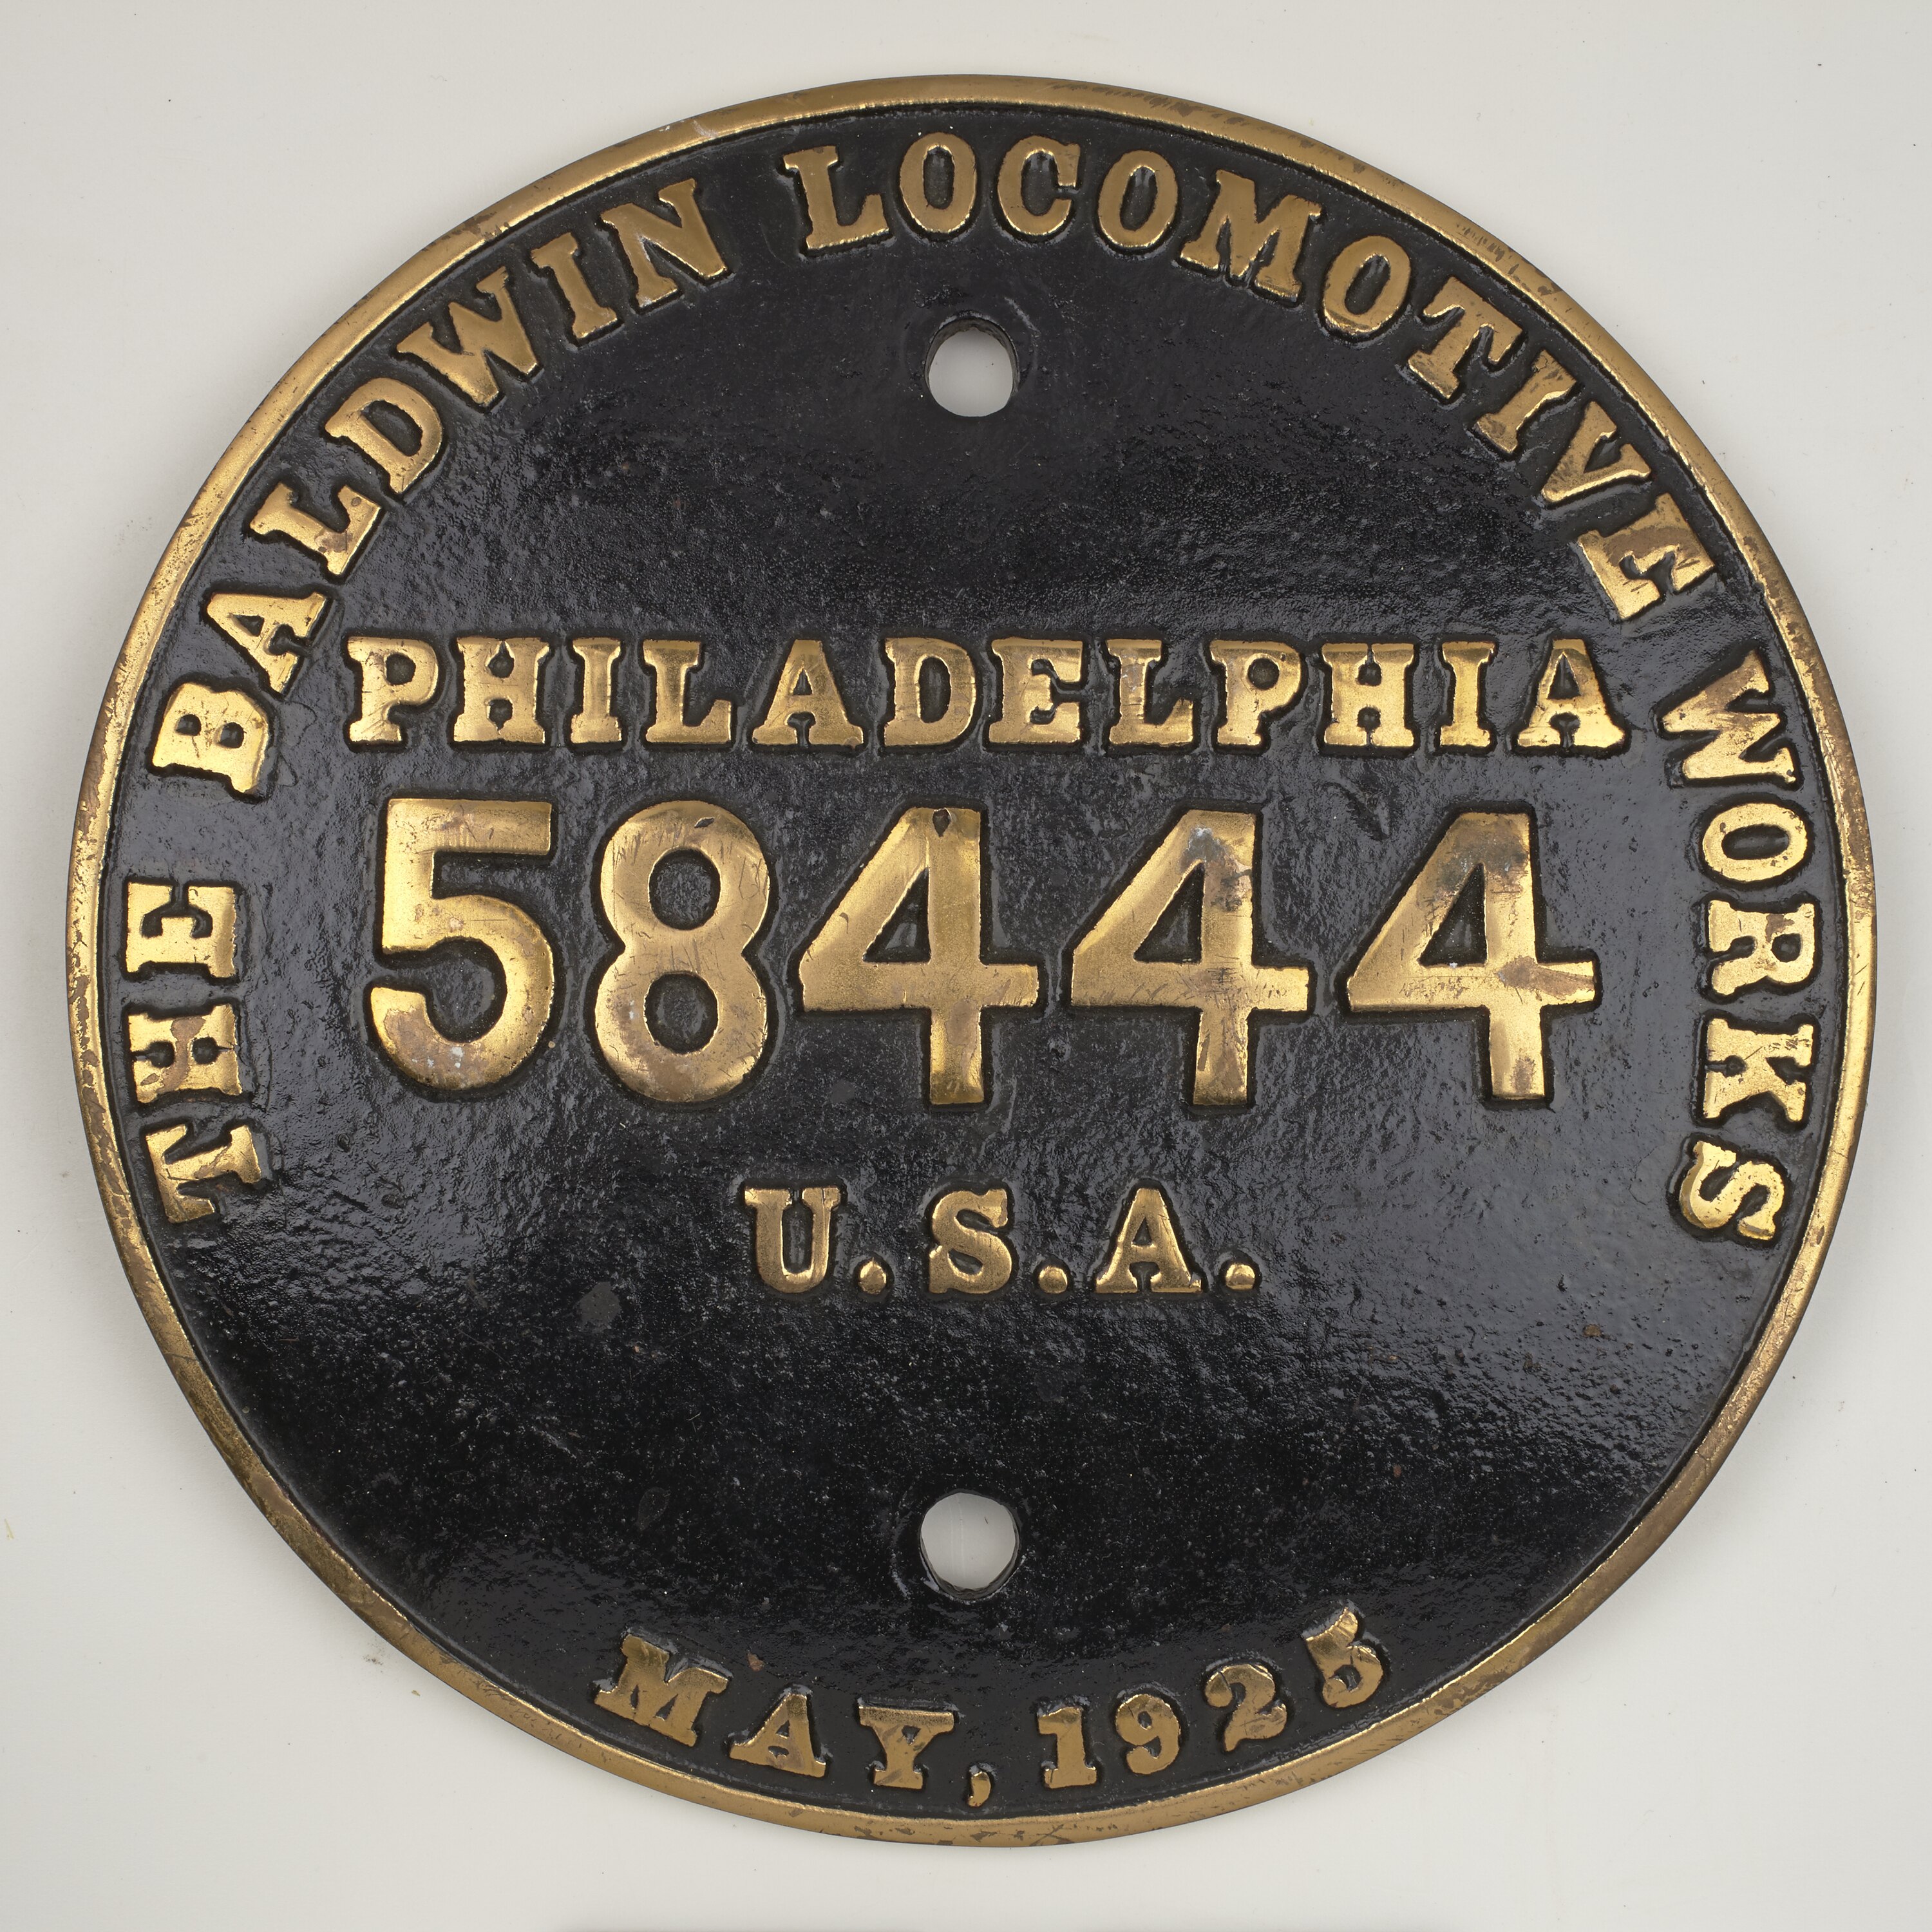 THE BALDWIN LOCOMOTIVE WORKS
PHILADELPHIA
58444
U.S.A.
MAY, 1925